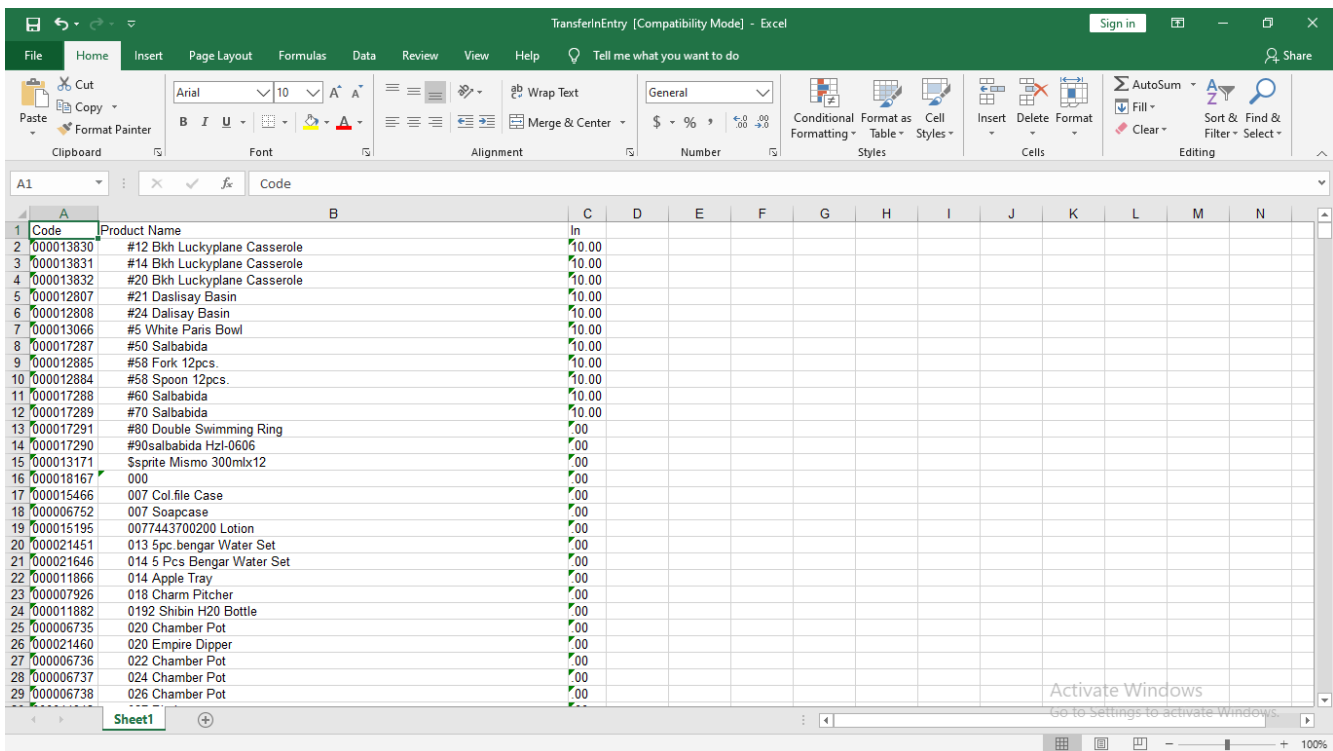 TransferInEntry [Compatibility Mode] - Excel
Sign in
File Home Insert Page Layout Formulas Data Review View Help Tell me what you want to do Share
Paste
Cut
Copy
Format Painter
Clipboard
Arial 10
B I U
Font
Wrap Text
Merge & Center
Alignment
General
$ % ,
Number
Conditional Formatting
Format as Table
Cell Styles
Styles
Insert Delete Format
Cells
AutoSum
Fill
Clear
Sort & Filter
Find & Select
Editing
A1 fx Code
A B C D E F G H I J K L M N
1 Code Product Name In
2 000013830 #12 Bkh Luckyplane Casserole 10.00
3 000013831 #14 Bkh Luckyplane Casserole 10.00
4 000013832 #20 Bkh Luckyplane Casserole 10.00
5 000012807 #21 Daslisay Basin 10.00
6 000012808 #24 Dalisay Basin 10.00
7 000013066 #5 White Paris Bowl 10.00
8 000017287 #50 Salbabida 10.00
9 000012885 #58 Fork 12pcs. 10.00
10 000012884 #58 Spoon 12pcs. 10.00
11 000017288 #60 Salbabida 10.00
12 000017289 #70 Salbabida 10.00
13 000017291 #80 Double Swimming Ring .00
14 000017290 #90salbabida Hzl-0606 .00
15 000013171 $sprite Mismo 300mlx12 .00
16 000018167 000 .00
17 000015466 007 Col.file Case .00
18 000006752 007 Soapcase .00
19 000015195 0077443700200 Lotion .00
20 000021451 013 5pc.bengar Water Set .00
21 000021646 014 5 Pcs Bengar Water Set .00
22 000011866 014 Apple Tray .00
23 000007926 018 Charm Pitcher .00
24 000011882 0192 Shibin H20 Bottle .00
25 000006735 020 Chamber Pot .00
26 000021460 020 Empire Dipper .00
27 000006736 022 Chamber Pot .00
28 000006737 024 Chamber Pot .00
29 000006738 026 Chamber Pot .00
Activate Windows
Go to Settings to activate Windows.
Sheet1
100%